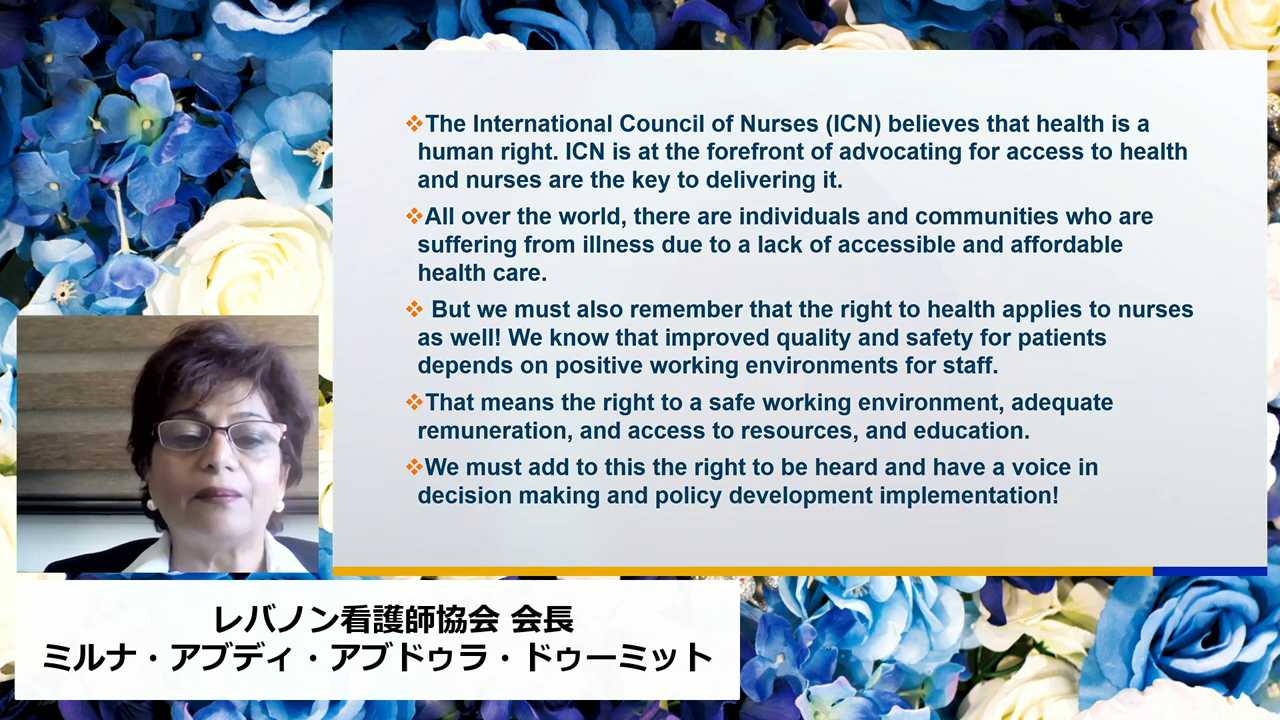 ❖The International Council of Nurses (ICN) believes that health is a
human right. ICN is at the forefront of advocating for access to health
and nurses are the key to delivering it.
❖All over the world, there are individuals and communities who are
suffering from illness due to a lack of accessible and affordable
health care.
❖ But we must also remember that the right to health applies to nurses
as well! We know that improved quality and safety for patients
depends on positive working environments for staff.
❖That means the right to a safe working environment, adequate
remuneration, and access to resources, and education.
❖We must add to this the right to be heard and have a voice in
decision making and policy development implementation!
レバノン看護師協会 会長
ミルナ・アブディ・アブドゥラ・ドゥーミット